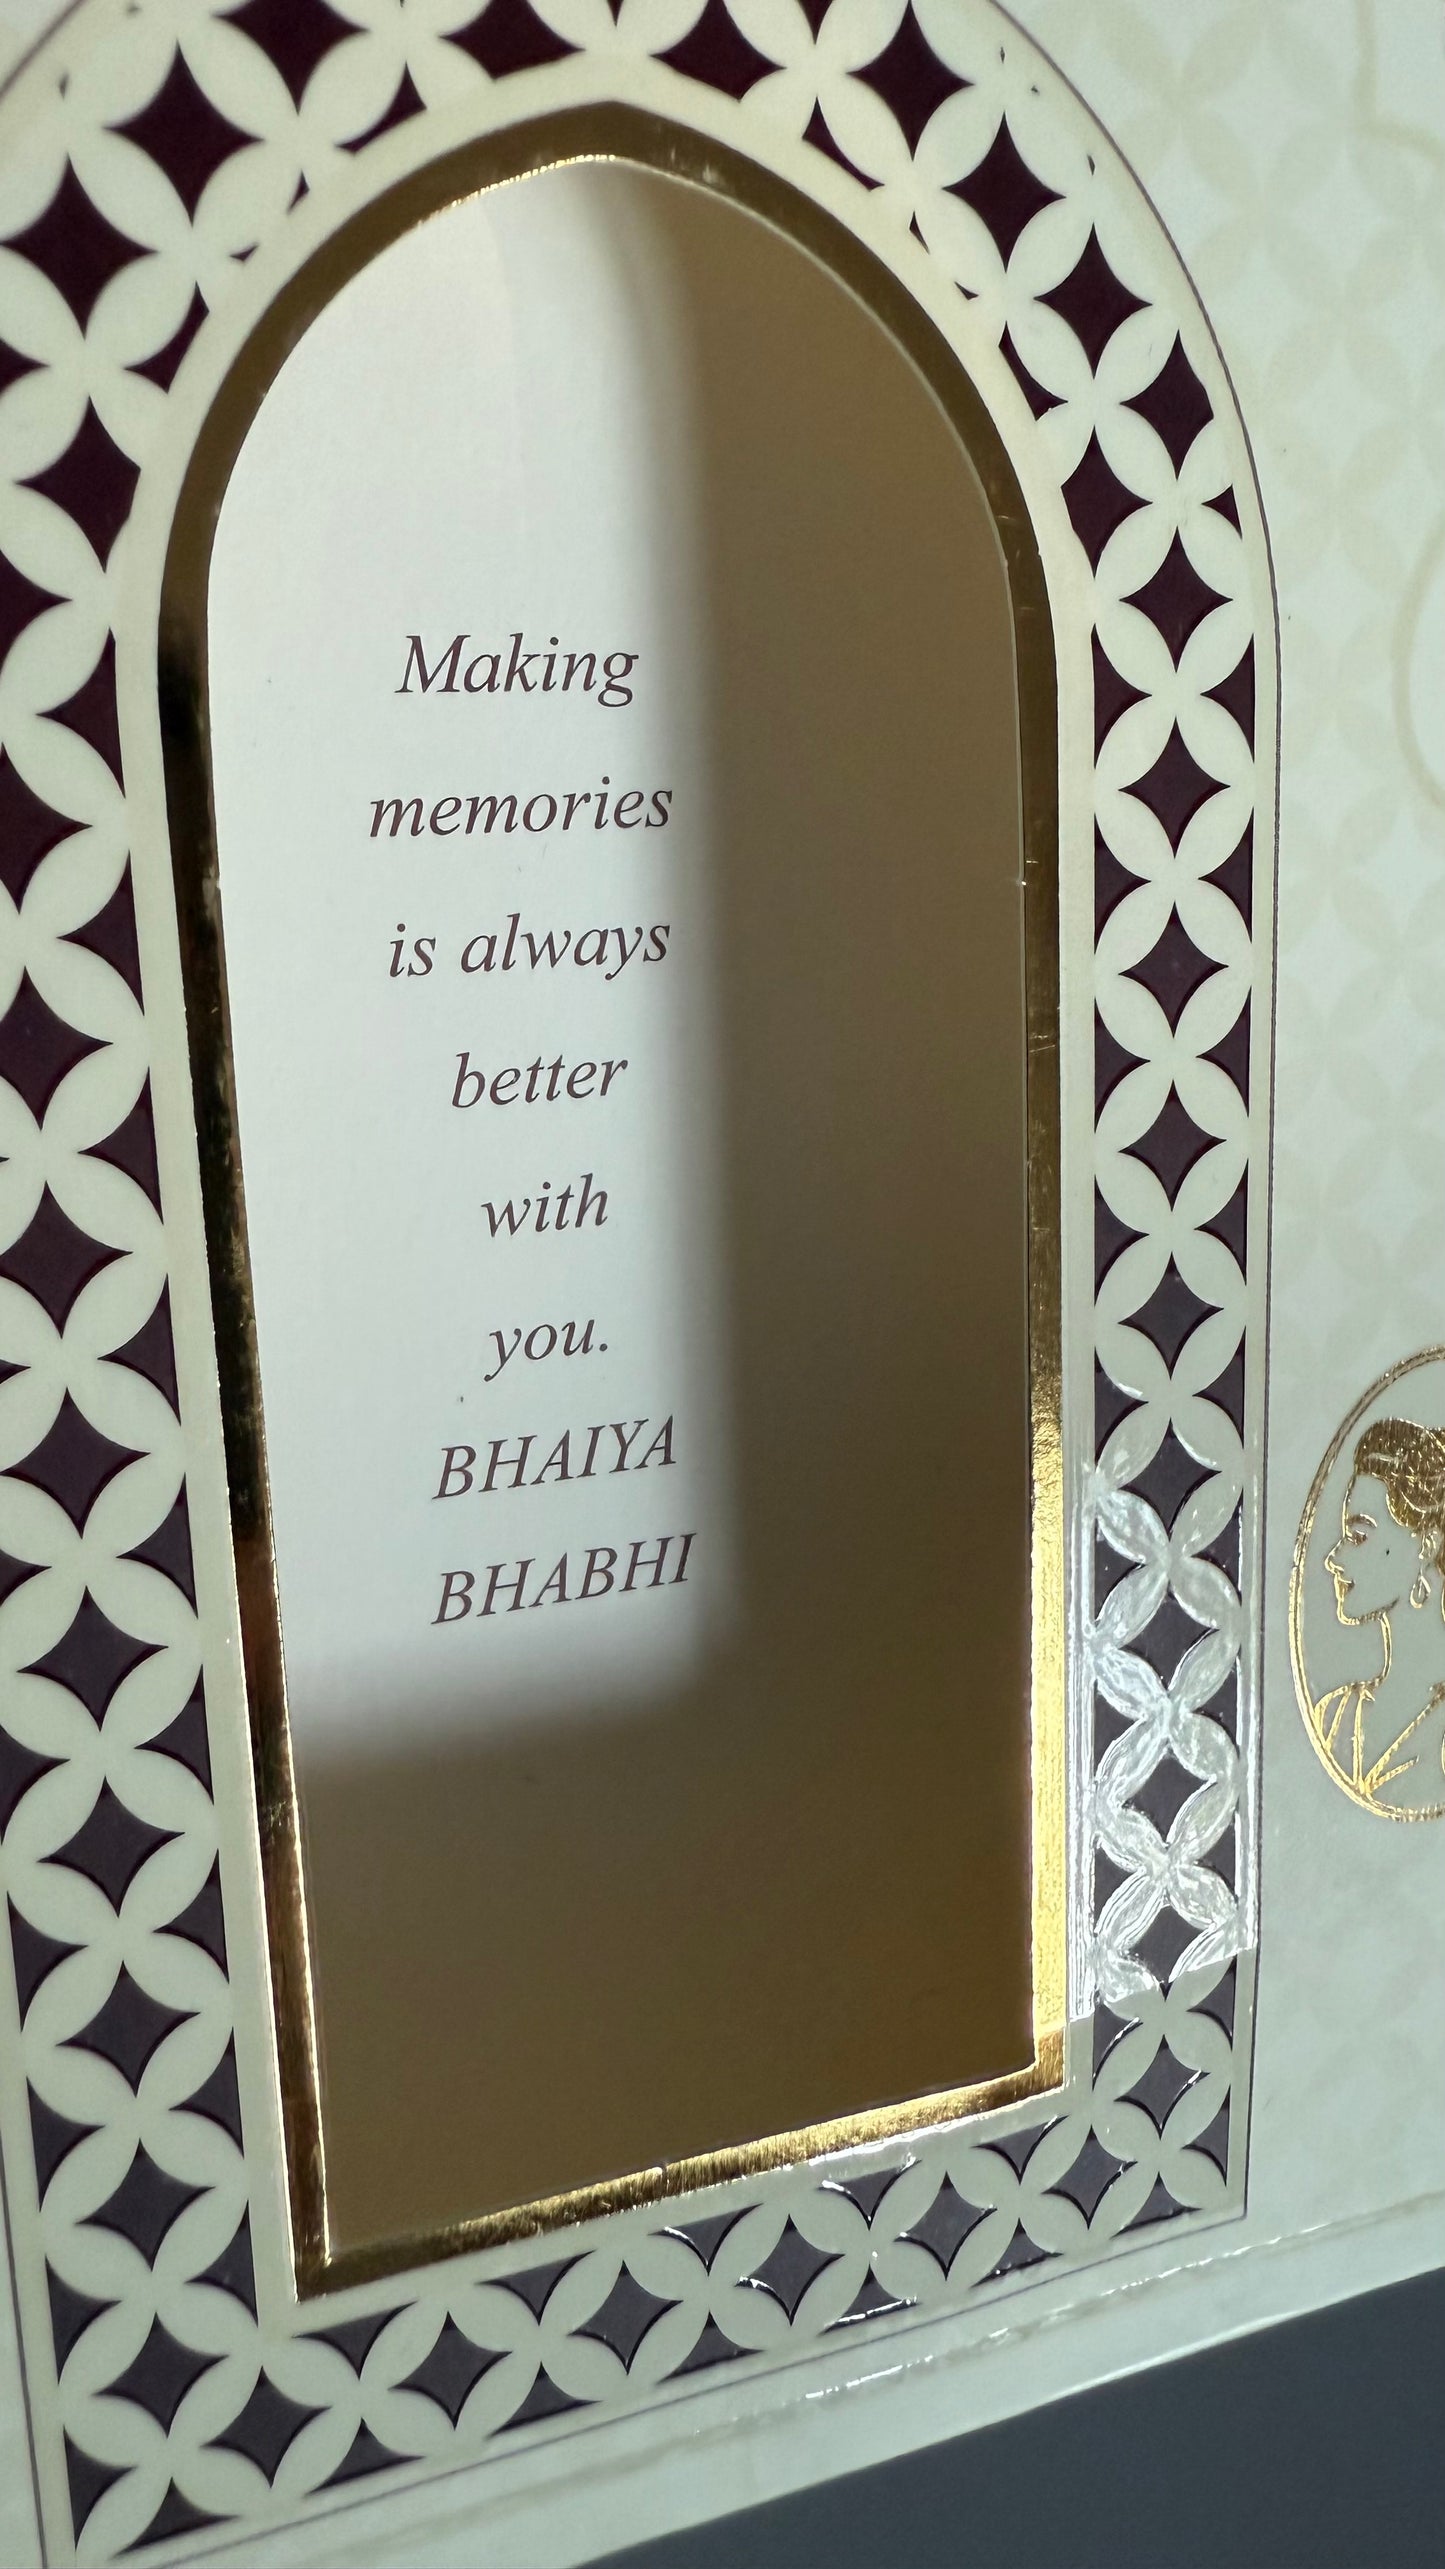 Making
memories
is always
better
with
you.
BHAIYA
BHABHI